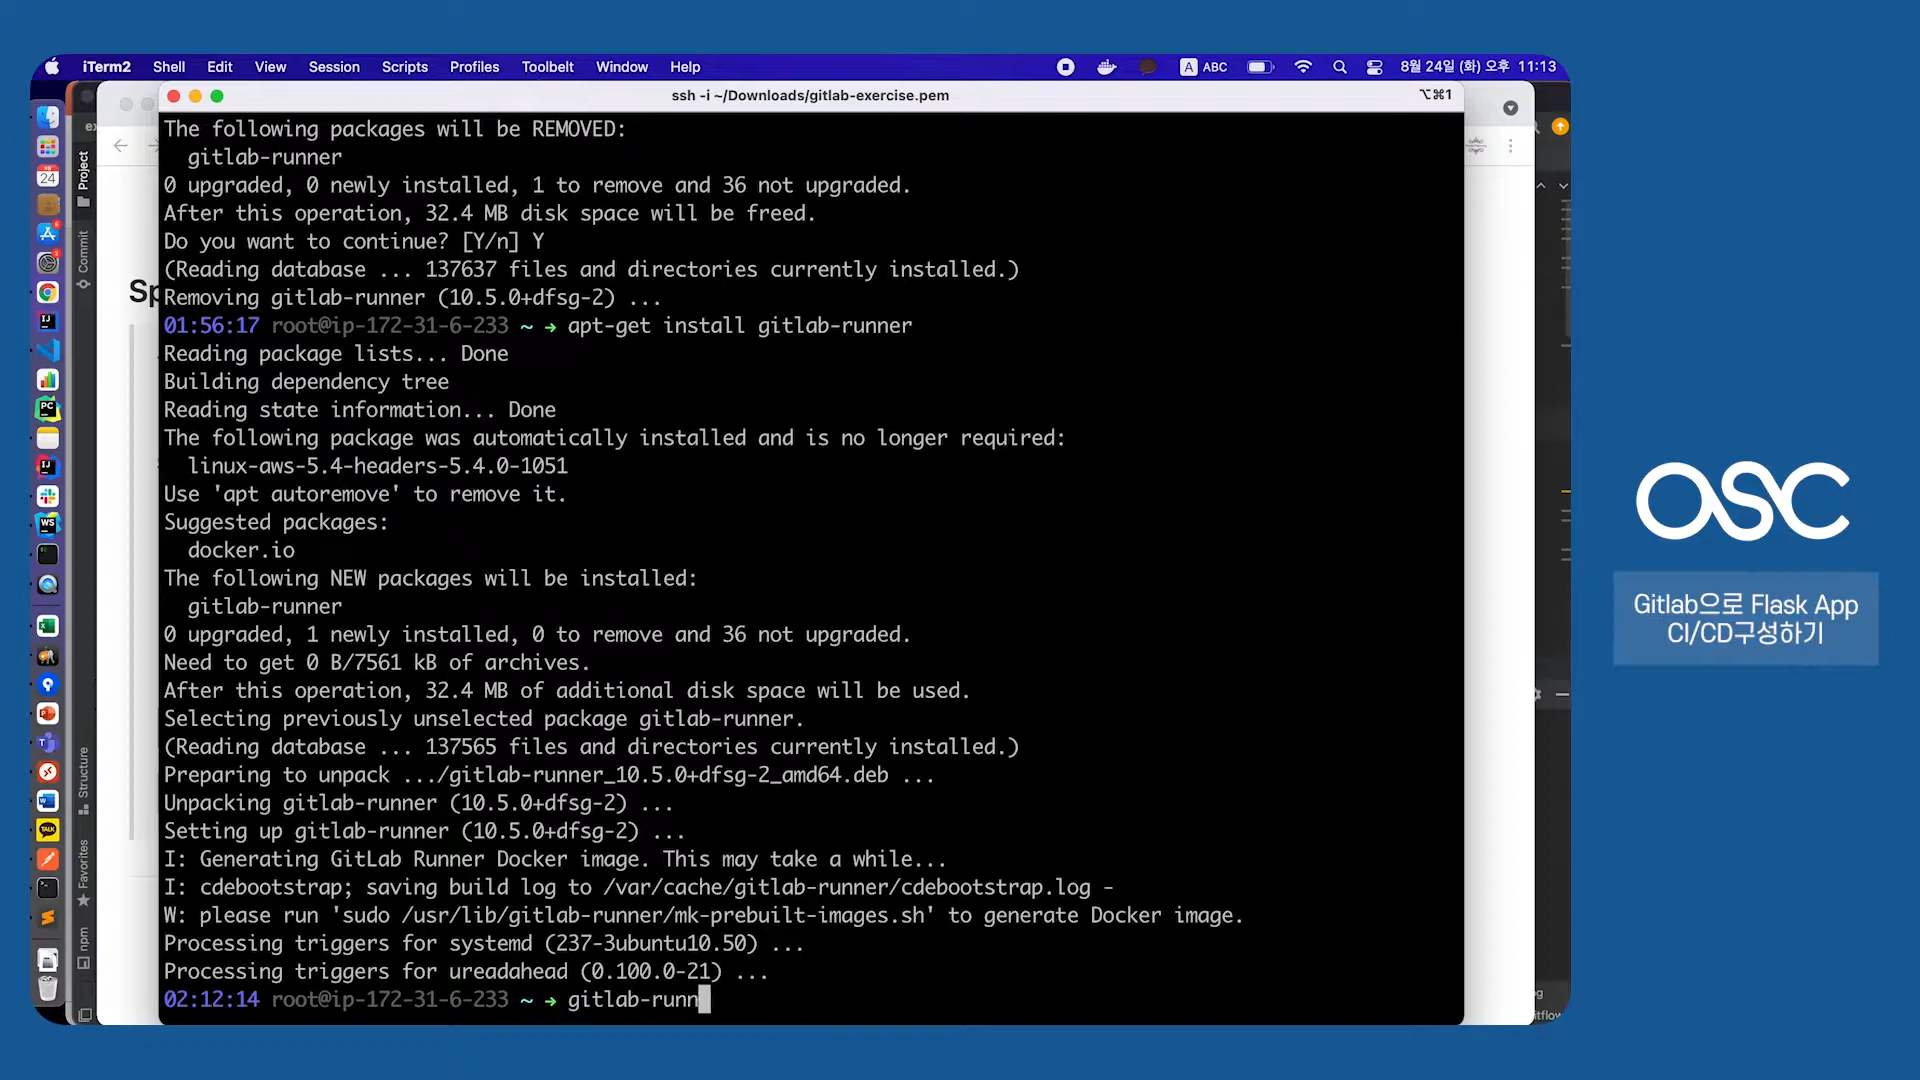 iTerm2 Shell Edit View Session Scripts Profiles Toolbelt Window Help
A ABC 8월 24일 (화) 오후 11:13
ssh -i ~/Downloads/gitlab-exercise.pem
⌥⌘1
The following packages will be REMOVED:
gitlab-runner
0 upgraded, 0 newly installed, 1 to remove and 36 not upgraded.
After this operation, 32.4 MB disk space will be freed.
Do you want to continue? [Y/n] Y
(Reading database ... 137637 files and directories currently installed.)
Removing gitlab-runner (10.5.0+dfsg-2) ...
01:56:17 root@ip-172-31-6-233 ~ → apt-get install gitlab-runner
Reading package lists... Done
Building dependency tree
Reading state information... Done
The following package was automatically installed and is no longer required:
linux-aws-5.4-headers-5.4.0-1051
Use 'apt autoremove' to remove it.
Suggested packages:
docker.io
The following NEW packages will be installed:
gitlab-runner
0 upgraded, 1 newly installed, 0 to remove and 36 not upgraded.
Need to get 0 B/7561 kB of archives.
After this operation, 32.4 MB of additional disk space will be used.
Selecting previously unselected package gitlab-runner.
(Reading database ... 137565 files and directories currently installed.)
Preparing to unpack .../gitlab-runner_10.5.0+dfsg-2_amd64.deb ...
Unpacking gitlab-runner (10.5.0+dfsg-2) ...
Setting up gitlab-runner (10.5.0+dfsg-2) ...
I: Generating GitLab Runner Docker image. This may take a while...
I: cdebootstrap; saving build log to /var/cache/gitlab-runner/cdebootstrap.log -
W: please run 'sudo /usr/lib/gitlab-runner/mk-prebuilt-images.sh' to generate Docker image.
Processing triggers for systemd (237-3ubuntu10.50) ...
Processing triggers for ureadahead (0.100.0-21) ...
02:12:14 root@ip-172-31-6-233 ~ → gitlab-runn
Project
Commit
Structure
Favorites
npm
Sp
24
OSC
Gitlab으로 Flask App
CI/CD구성하기